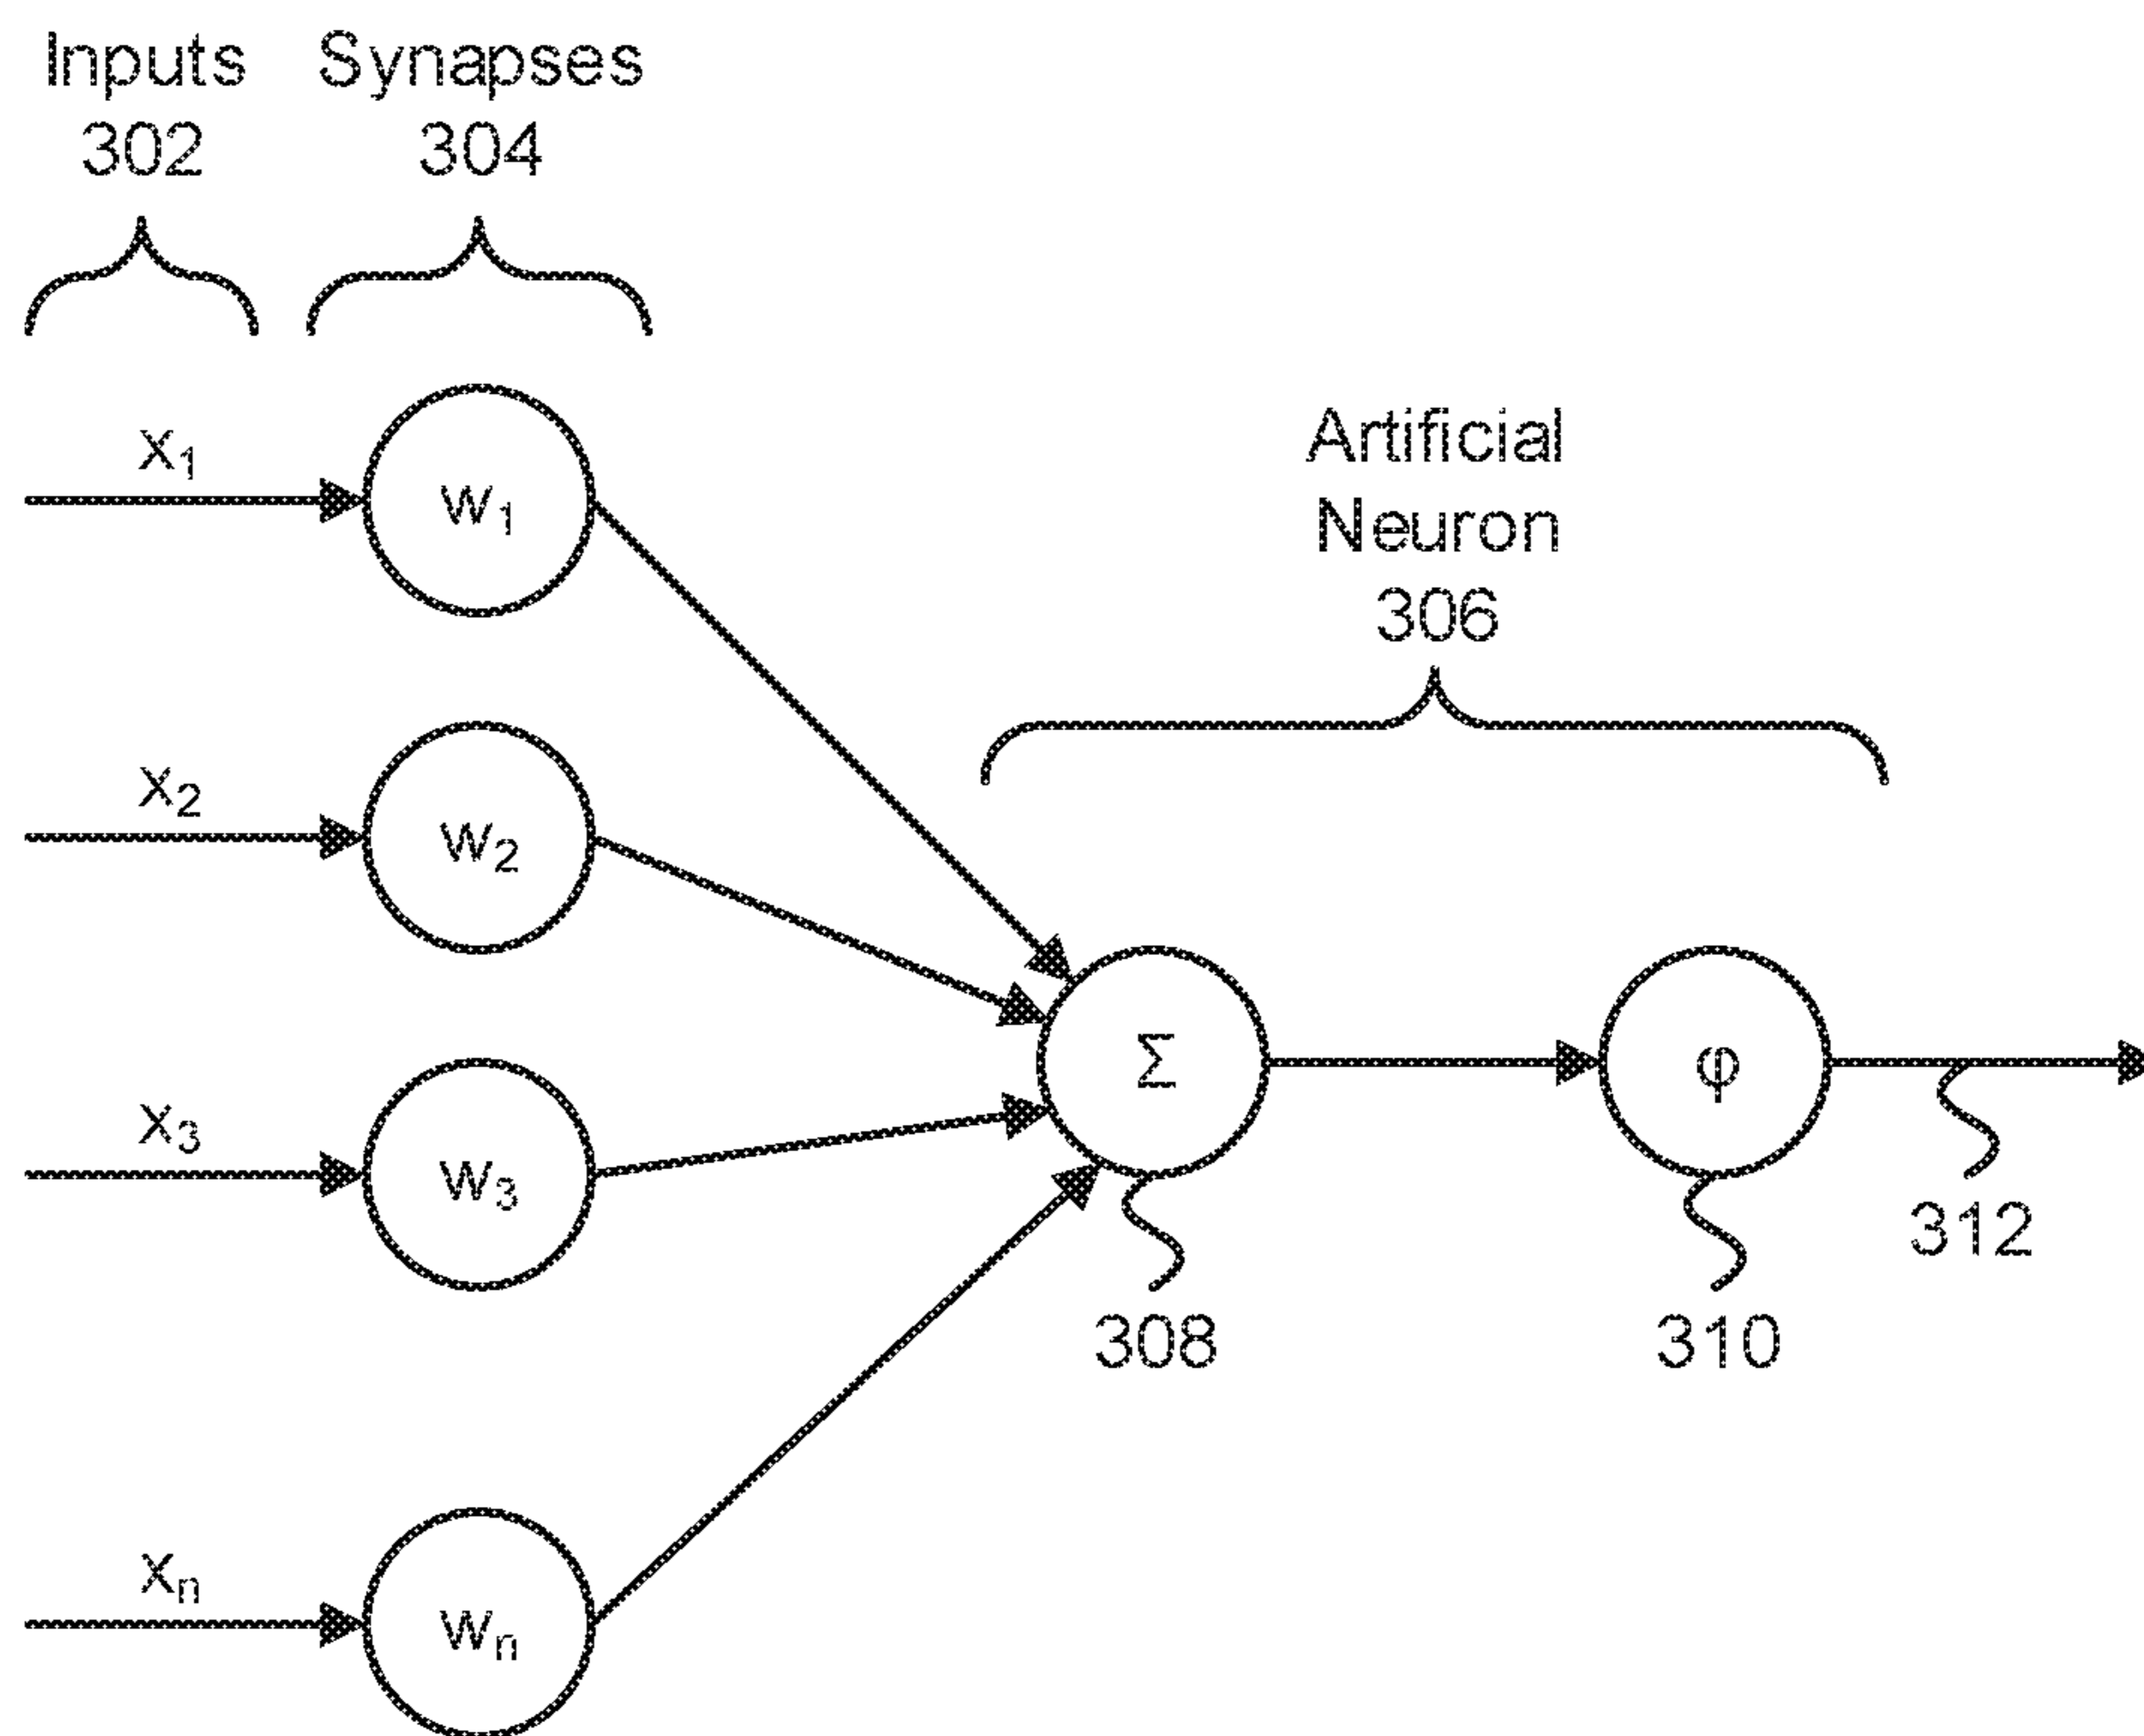 Inputs
302
Synapses
304
x₁
w₁
Artificial
Neuron
306
x₂
w₂
x₃
w₃
Σ
φ
308
310
312
xₙ
wₙ